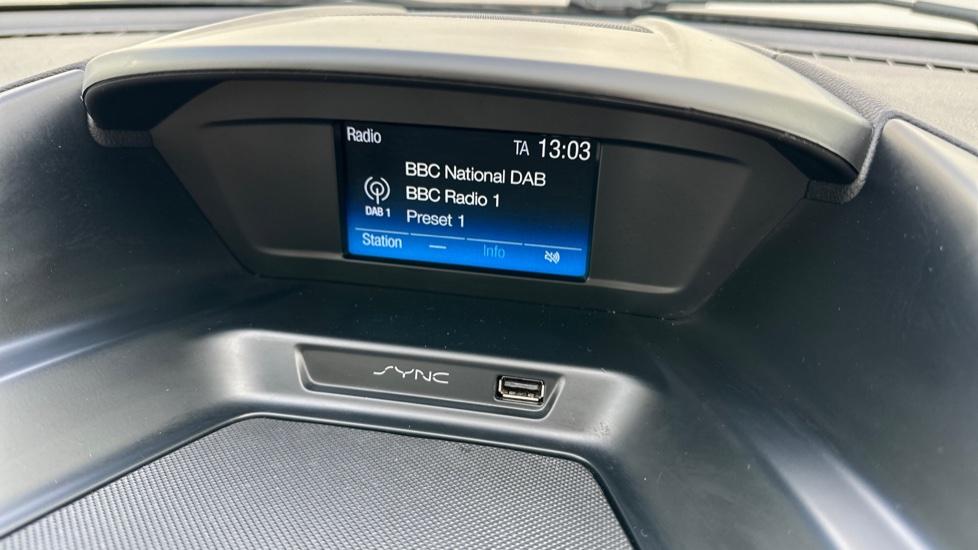 Radio
TA 13:03
BBC National DAB
BBC Radio 1
DAB 1
Preset 1
Station — Info
SYNC